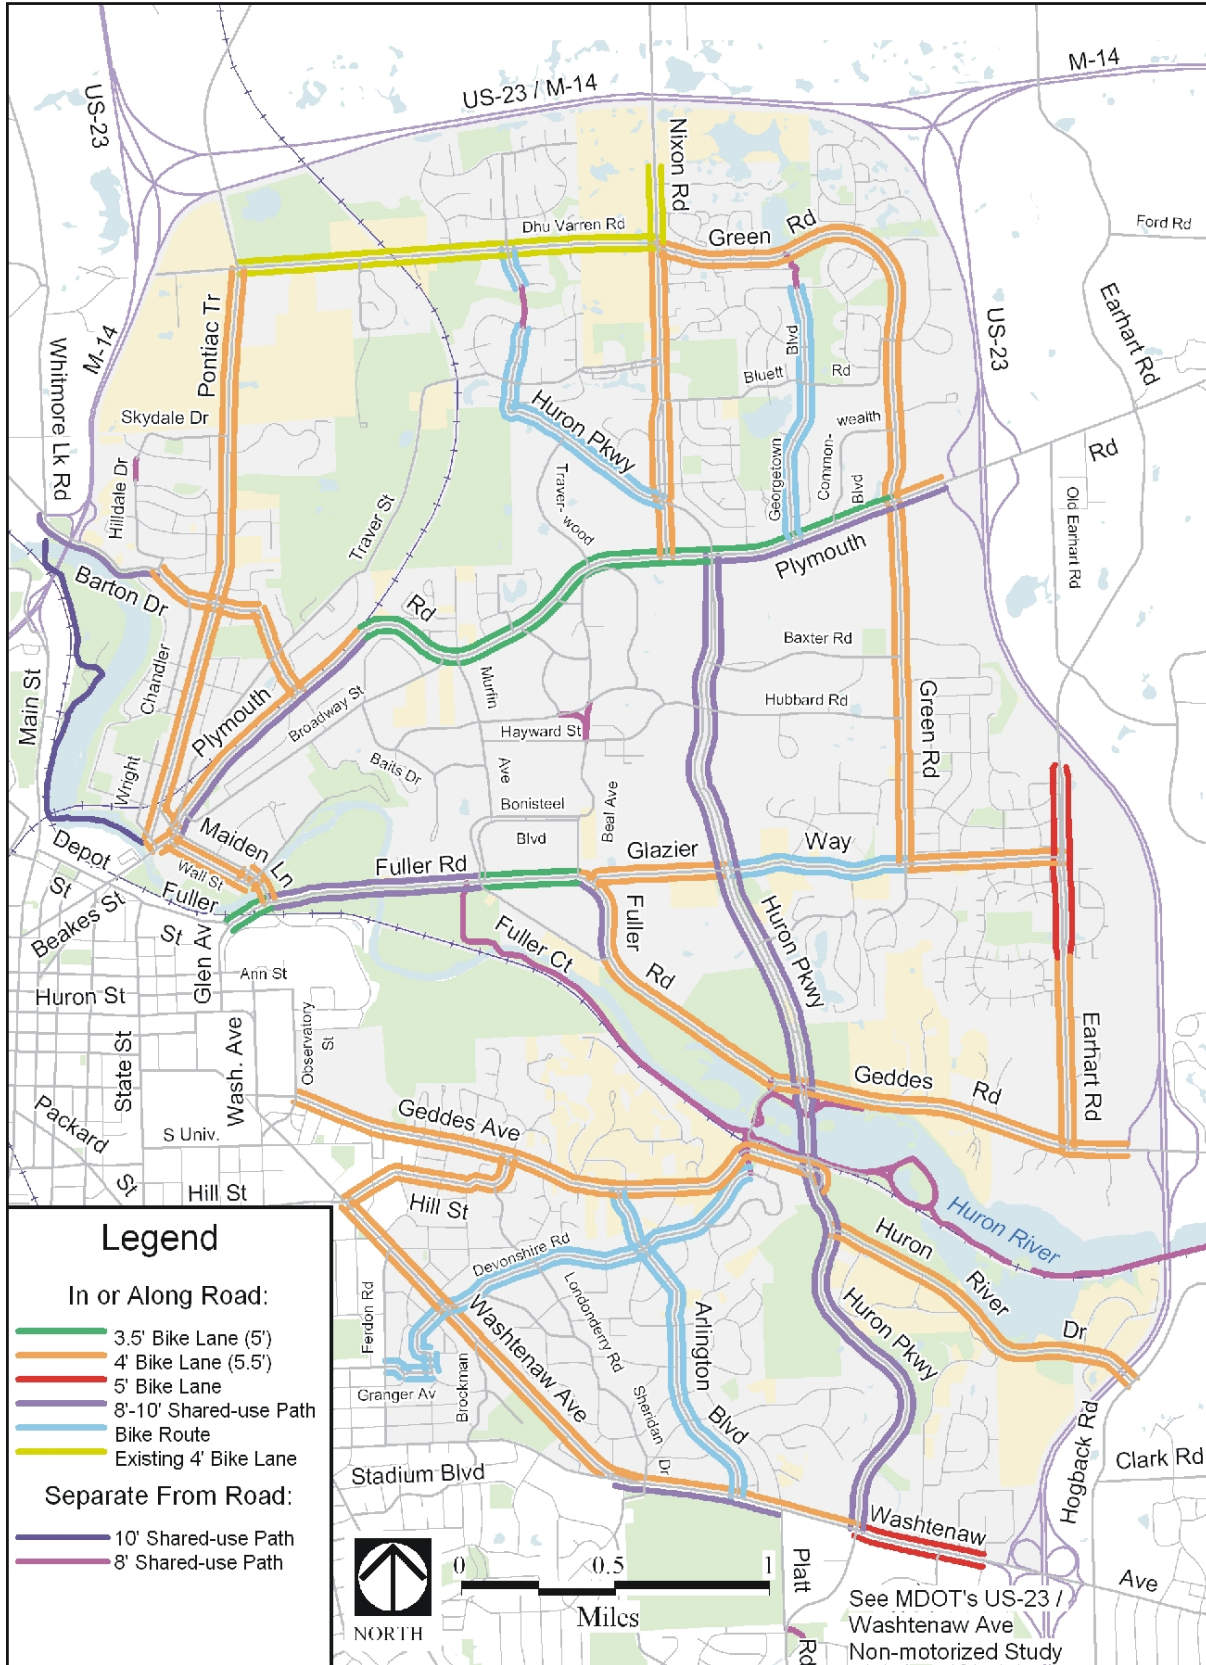 M-14
US-23 / M-14
US-23
Nixon Rd
Dhu Varren Rd
Green Rd
Ford Rd
Pontiac Tr
M-14
Whitmore Lk Rd
US-23
Earhart Rd
Bluett Rd
Blvd
Skydale Dr
Huron Pkwy
Common-
wealth
Blvd
Georgetown
Hilldale Dr
Traver-
wood
Traver St
Rd
Old Earhart Rd
Plymouth
Barton Dr
Rd
Baxter Rd
Chandler
Main St
Plymouth
Broadway St
Murfin
Ave
Hubbard Rd
Green Rd
Hayward St
Baits Dr
Wright
Bonisteel
Blvd
Beal Ave
Maiden Ln
Depot
St
Wall St
Fuller Rd
Glazier
Way
Fuller
St
Beakes St
Glen Av
Fuller
Rd
Fuller Ct
Huron Pkwy
Ann St
Huron St
Observatory
St
State St
Wash. Ave
Geddes
Rd
Earhart Rd
Packard
St
Geddes Ave
S Univ.
Hill St
Hill St
Huron River
Huron
River
Dr
Devonshire Rd
Ferdon Rd
Londonderry Rd
Washtenaw Ave
Arlington
Blvd
Huron Pkwy
Granger Av
Brockman
Sheridan
Dr
Hogback Rd
Clark Rd
Stadium Blvd
Washtenaw
Ave
Platt
Rd
Legend
In or Along Road:
3.5' Bike Lane (5')
4' Bike Lane (5.5')
5' Bike Lane
8'-10' Shared-use Path
Bike Route
Existing 4' Bike Lane
Separate From Road:
10' Shared-use Path
8' Shared-use Path
NORTH
0 0.5 1
Miles
See MDOT's US-23 /
Washtenaw Ave
Non-motorized Study